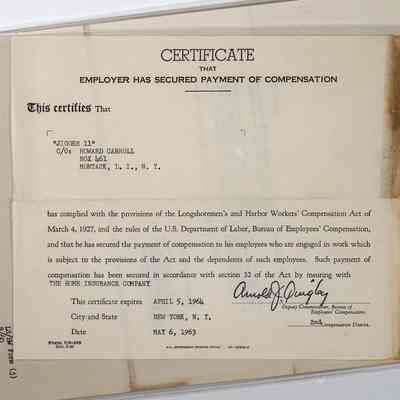 CERTIFICATE
THAT
EMPLOYER HAS SECURED PAYMENT OF COMPENSATION
This certifies That
"JIGGER 11"
C/O: HOWARD CARROLL
BOX 461
MONTAUK, L. I., N. Y.
has complied with the provisions of the Longshoremen's and Harbor Workers' Compensation Act of
March 4, 1927, and the rules of the U.S. Department of Labor, Bureau of Employees' Compensation,
and that he has secured the payment of compensation to his employees who are engaged in work which
is subject to the provisions of the Act and the dependents of such employees. Such payment of
compensation has been secured in accordance with section 32 of the Act by insuring with
THE HOME INSURANCE COMPANY
This certificate expires APRIL 5, 1964
Arnold J. Quigley
Deputy Commissioner, Bureau of
Employees' Compensation
City and State NEW YORK, N. Y.
2nd Compensation District.
Date MAY 6, 1963